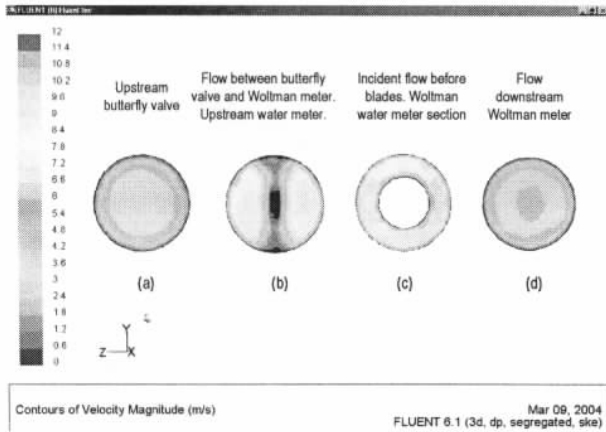 12
11.4
10.8
10.2
9.6
9
8.4
7.8
7.2
6.6
6
5.4
4.8
4.2
3.6
3
2.4
1.8
1.2
0.6
0
Upstream
butterfly valve
Flow between butterfly
valve and Woltman meter.
Upstream water meter.
Incident flow before
blades. Woltman
water meter section
Flow
downstream
Woltman meter
(a)
(b)
(c)
(d)
Y
Z
X
Contours of Velocity Magnitude (m/s)
Mar 09, 2004
FLUENT 6.1 (3d, dp, segregated, ske)